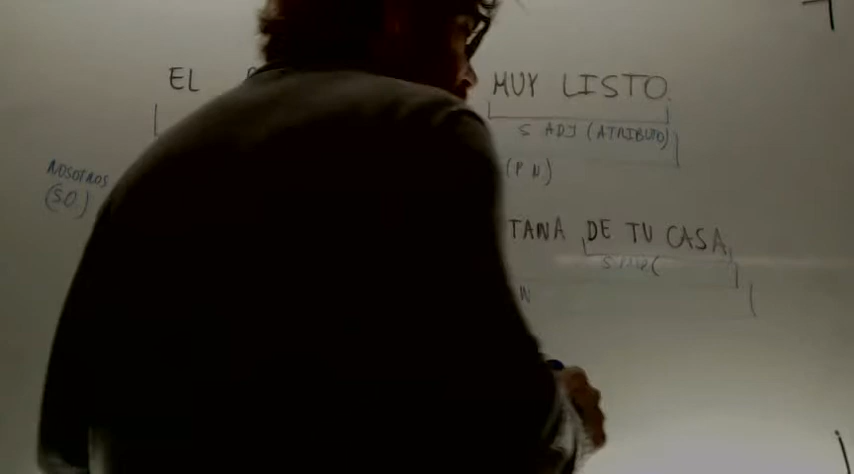 EL MUY LISTO.
S ADJ (ATRIBUTO)
NOSOTROS (P N)
(SO)
TANA DE TU CASA
N